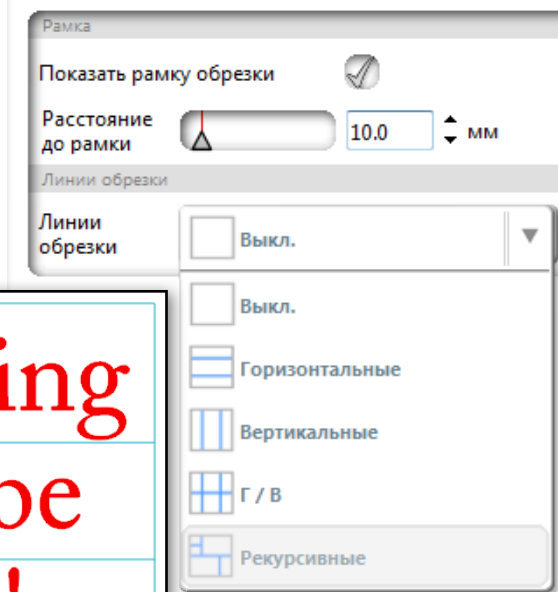 Рамка
Показать рамку обрезки
Расстояние
до рамки
10.0 мм
Линии обрезки
Линии
обрезки
Выкл.
Выкл.
Горизонтальные
Вертикальные
Г / В
Рекурсивные
ing
be
!